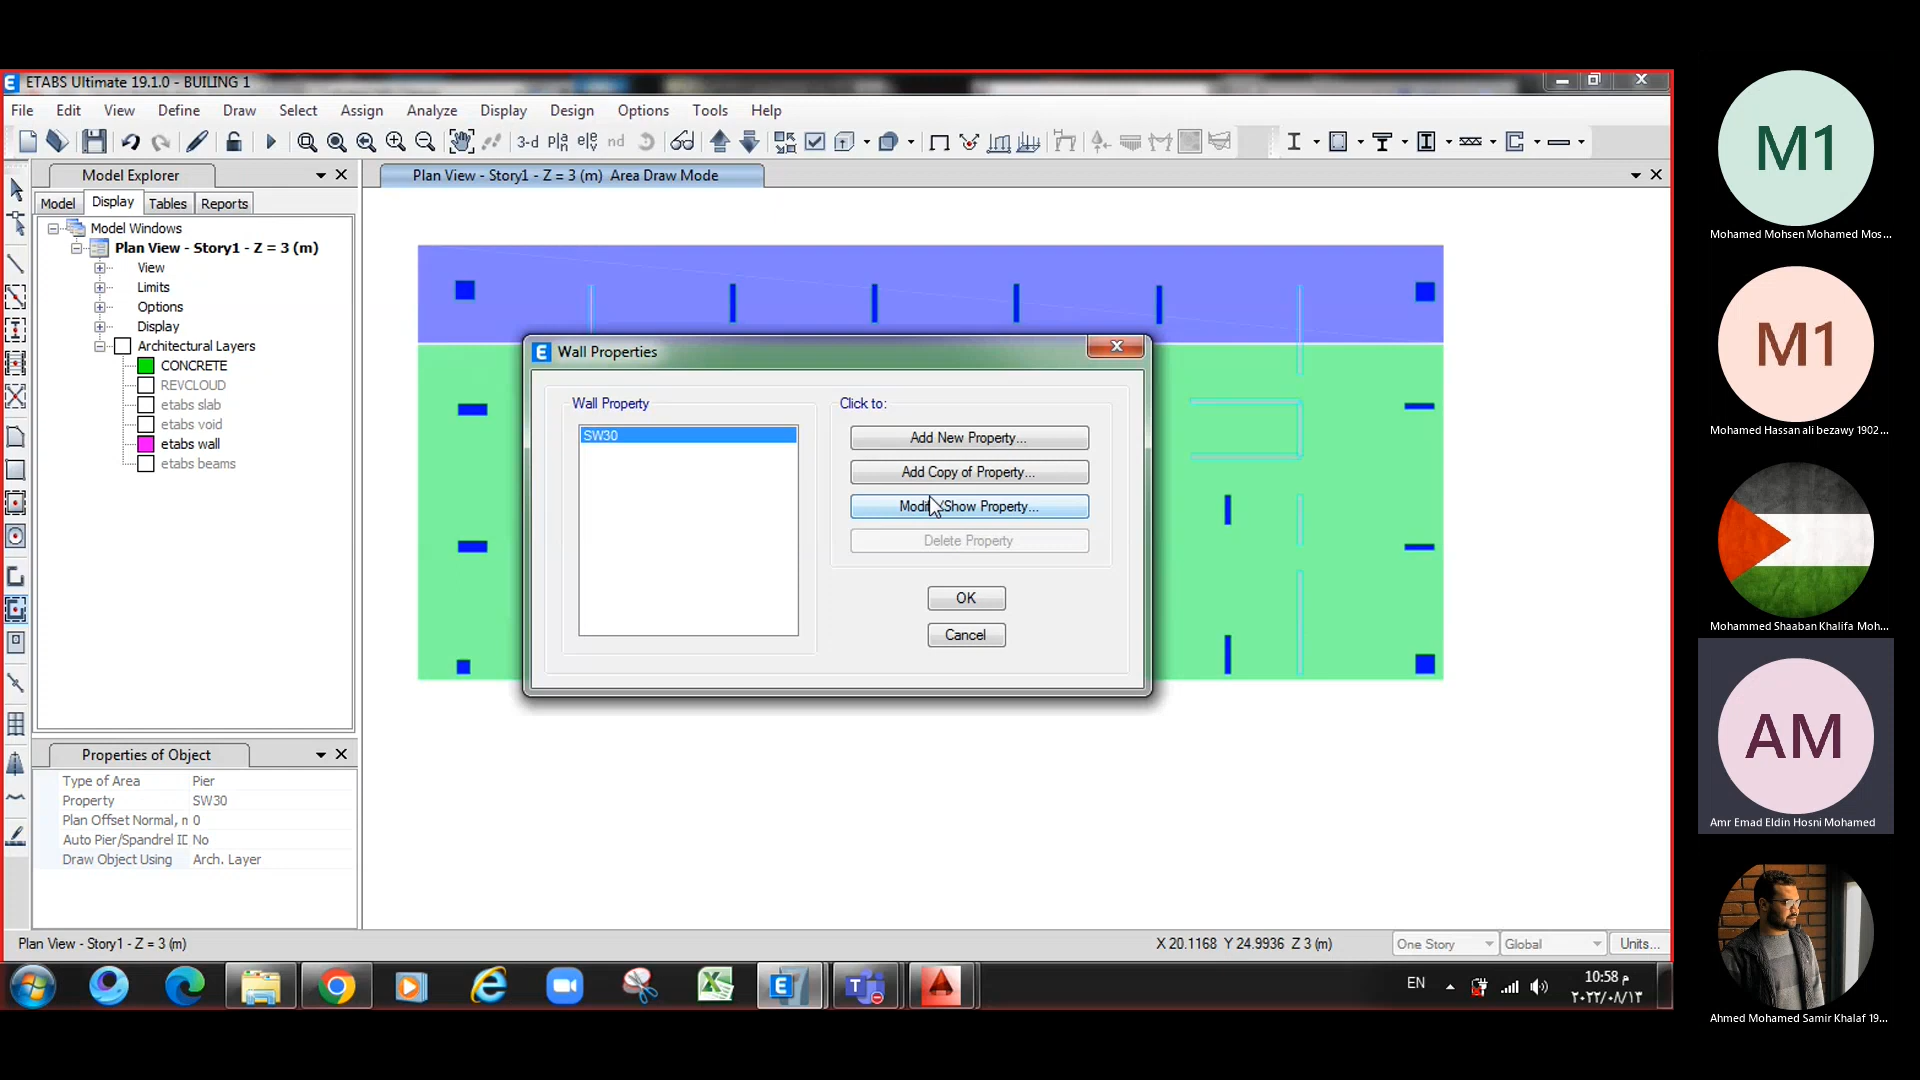 ETABS Ultimate 19.1.0 - BUILING 1
File Edit View Define Draw Select Assign Analyze Display Design Options Tools Help
3-d nd
Model Explorer
Plan View - Story1 - Z = 3 (m) Area Draw Mode
Model Display Tables Reports
Model Windows
Plan View - Story1 - Z = 3 (m)
View
Limits
Options
Display
Architectural Layers
CONCRETE
REVCLOUD
etabs slab
etabs void
etabs wall
etabs beams
Wall Properties
Wall Property
SW30
Click to:
Add New Property...
Add Copy of Property...
Modify/Show Property...
Delete Property
OK
Cancel
Properties of Object
Type of Area Pier
Property SW30
Plan Offset Normal, n 0
Auto Pier/Spandrel ID No
Draw Object Using Arch. Layer
Plan View - Story1 - Z = 3 (m)
X 20.1168 Y 24.9936 Z 3 (m)
One Story
Global
Units...
EN
10:58 م
٢٠٢٢/٠٨/١٣
M1
Mohamed Mohsen Mohamed Mos...
M1
Mohamed Hassan ali bezawy 1902...
Mohammed Shaaban Khalifa Moh...
AM
Amr Emad Eldin Hosni Mohamed
Ahmed Mohamed Samir Khalaf 19...